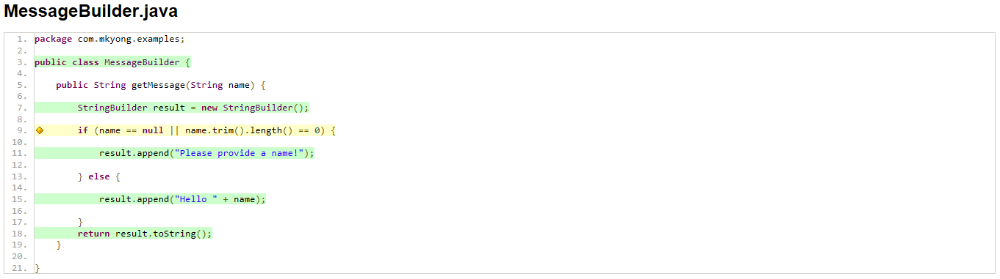 MessageBuilder.java
1. package com.mkyong.examples;
2.
3. public class MessageBuilder {
4.
5.     public String getMessage(String name) {
6.
7.         StringBuilder result = new StringBuilder();
8.
9.         if (name == null || name.trim().length() == 0) {
10.
11.             result.append("Please provide a name!");
12.
13.         } else {
14.
15.             result.append("Hello " + name);
16.
17.         }
18.         return result.toString();
19.     }
20.
21. }